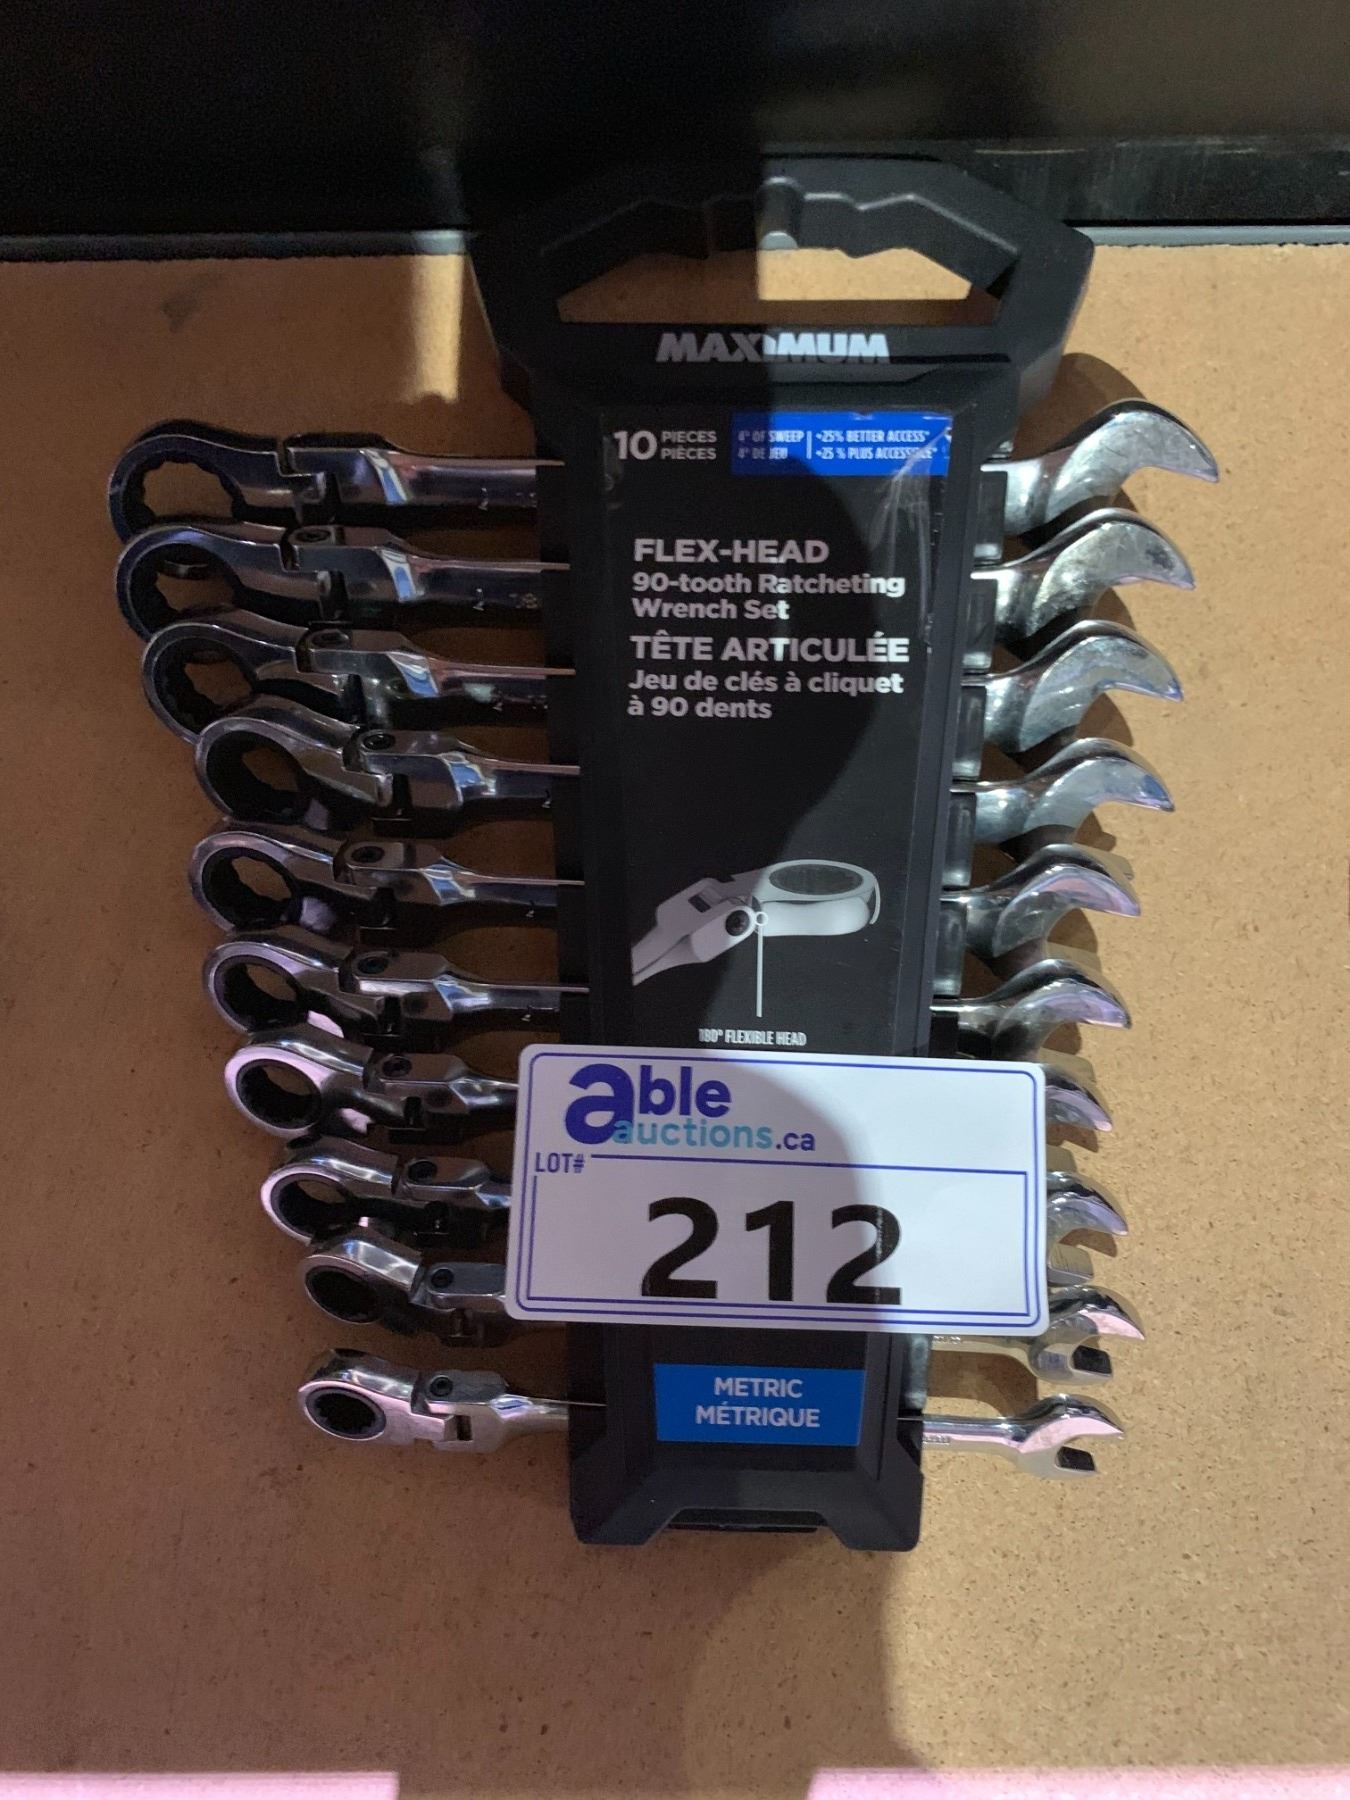 MAXIMUM
10 PIECES
PIÈCES
4° OF SWEEP
4° DE JEU
+25% BETTER ACCESS*
+25 % PLUS ACCESSIBLE*
FLEX-HEAD
90-tooth Ratcheting
Wrench Set
TÊTE ARTICULÉE
Jeu de clés à cliquet
à 90 dents
180° FLEXIBLE HEAD
able
auctions.ca
LOT#
212
METRIC
MÉTRIQUE